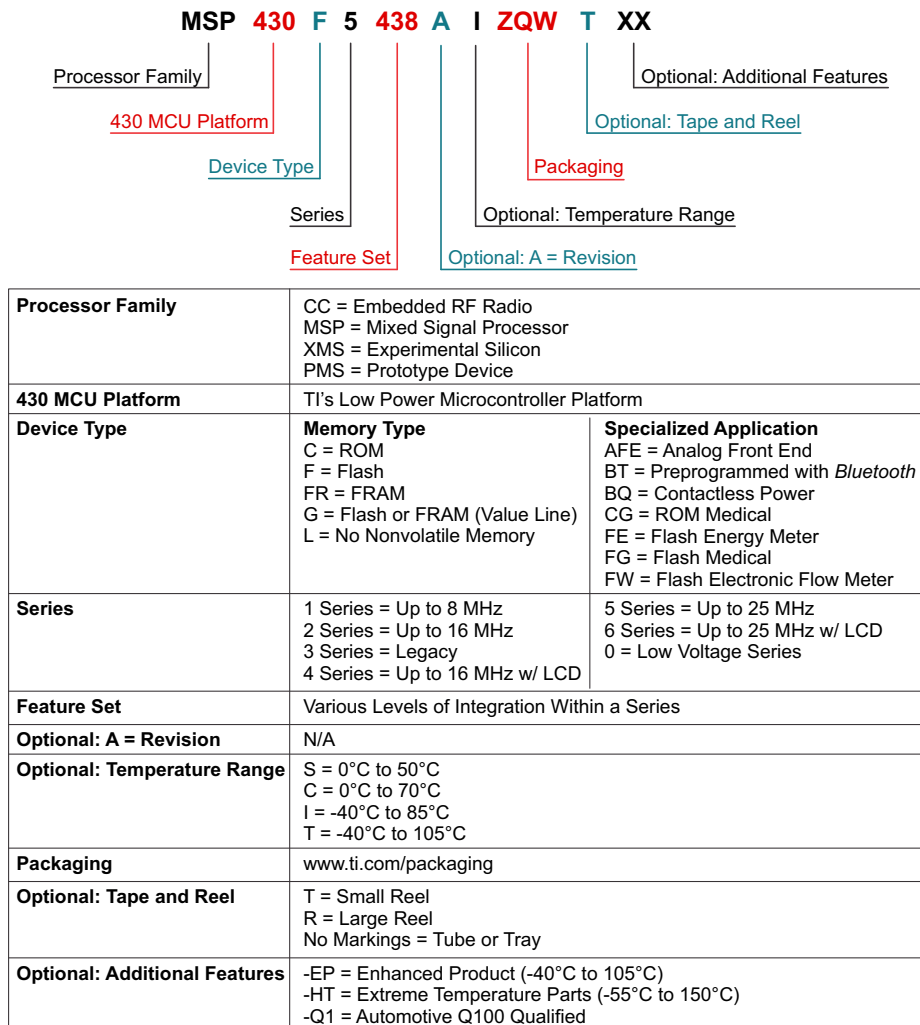 MSP 430 F 5 438 A I ZQW T XX
Processor Family
Optional: Additional Features
430 MCU Platform
Optional: Tape and Reel
Device Type
Packaging
Series
Optional: Temperature Range
Feature Set
Optional: A = Revision
Processor Family
CC = Embedded RF Radio
MSP = Mixed Signal Processor
XMS = Experimental Silicon
PMS = Prototype Device
430 MCU Platform
TI's Low Power Microcontroller Platform
Device Type
Memory Type
C = ROM
F = Flash
FR = FRAM
G = Flash or FRAM (Value Line)
L = No Nonvolatile Memory
Specialized Application
AFE = Analog Front End
BT = Preprogrammed with Bluetooth
BQ = Contactless Power
CG = ROM Medical
FE = Flash Energy Meter
FG = Flash Medical
FW = Flash Electronic Flow Meter
Series
1 Series = Up to 8 MHz
2 Series = Up to 16 MHz
3 Series = Legacy
4 Series = Up to 16 MHz w/ LCD
5 Series = Up to 25 MHz
6 Series = Up to 25 MHz w/ LCD
0 = Low Voltage Series
Feature Set
Various Levels of Integration Within a Series
Optional: A = Revision
N/A
Optional: Temperature Range
S = 0°C to 50°C
C = 0°C to 70°C
I = -40°C to 85°C
T = -40°C to 105°C
Packaging
www.ti.com/packaging
Optional: Tape and Reel
T = Small Reel
R = Large Reel
No Markings = Tube or Tray
Optional: Additional Features
-EP = Enhanced Product (-40°C to 105°C)
-HT = Extreme Temperature Parts (-55°C to 150°C)
-Q1 = Automotive Q100 Qualified